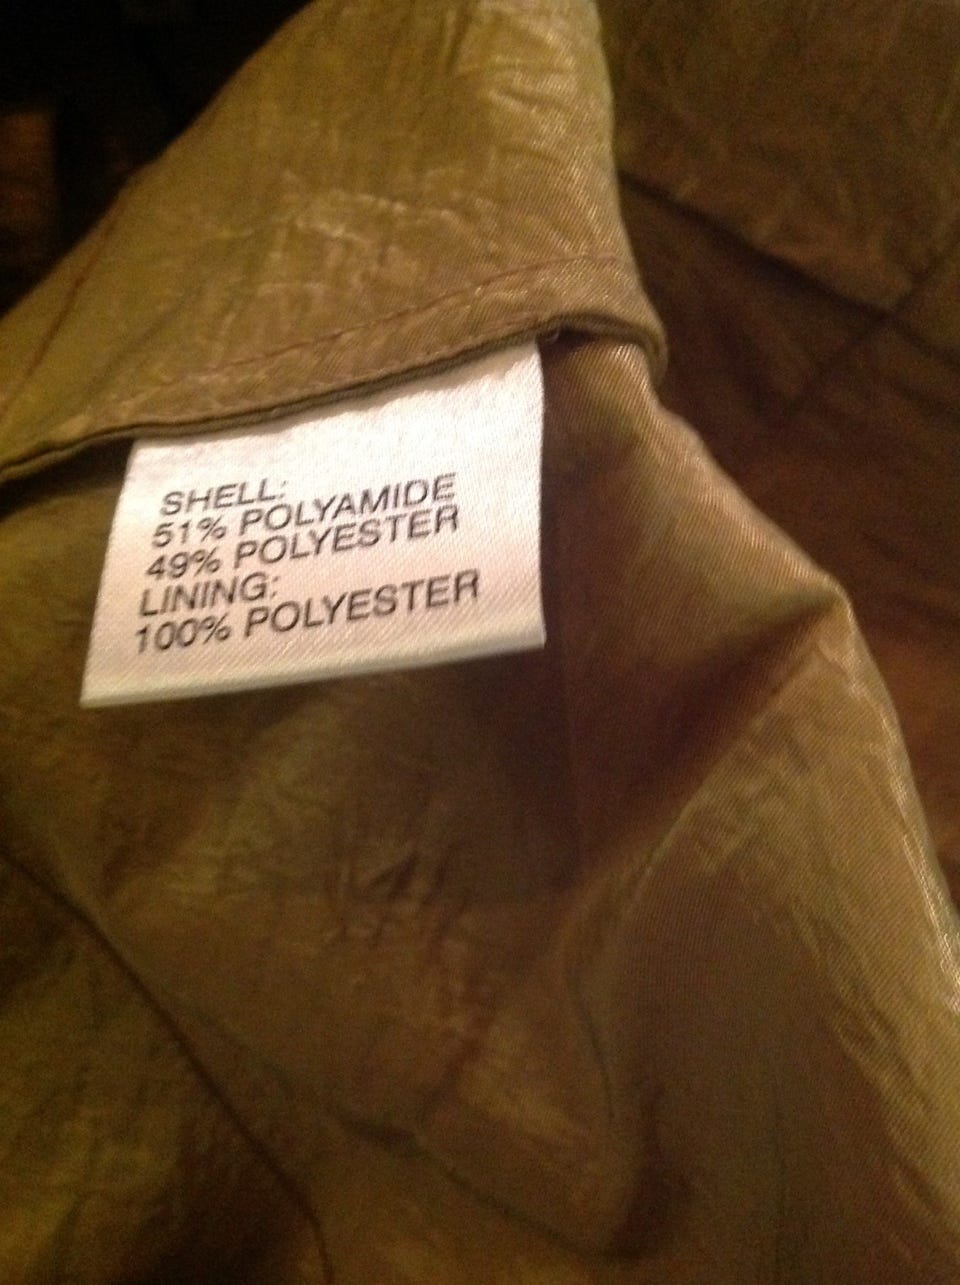 SHELL:
51% POLYAMIDE
49% POLYESTER
LINING:
100% POLYESTER